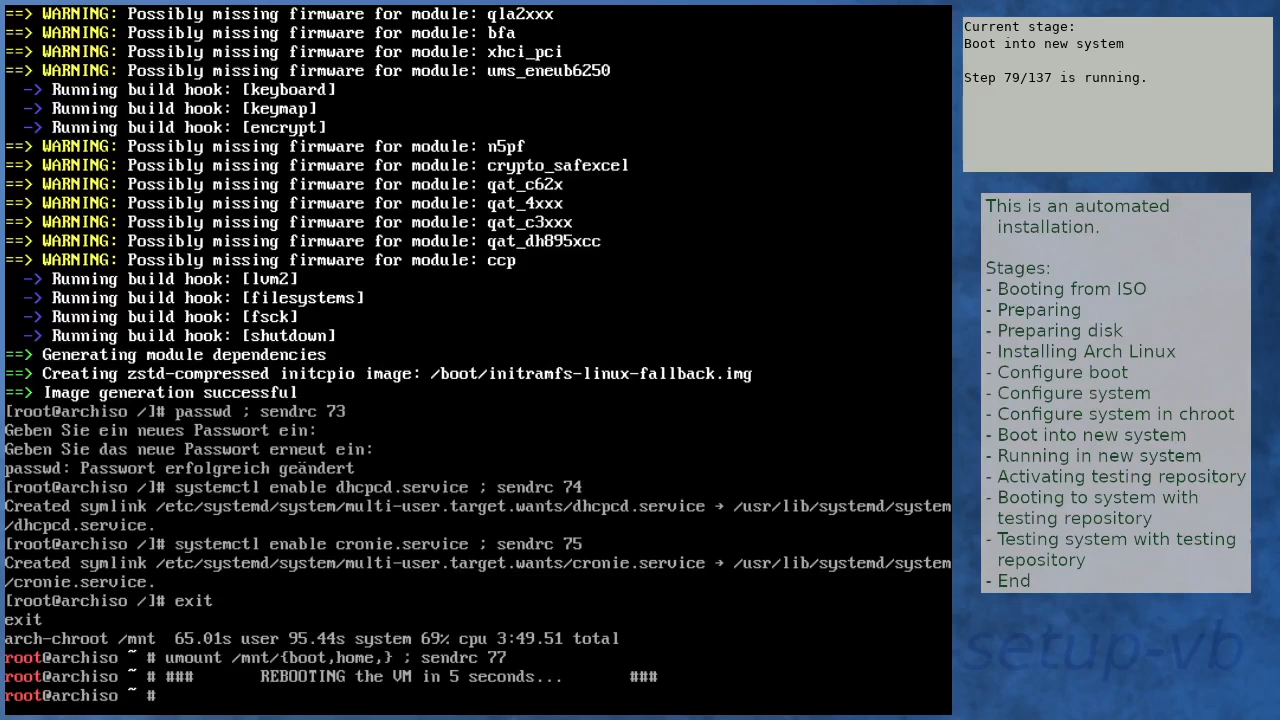 ==> WARNING: Possibly missing firmware for module: qla2xxx
==> WARNING: Possibly missing firmware for module: bfa
==> WARNING: Possibly missing firmware for module: xhci_pci
==> WARNING: Possibly missing firmware for module: ums_eneub6250
-> Running build hook: [keyboard]
-> Running build hook: [keymap]
-> Running build hook: [encrypt]
==> WARNING: Possibly missing firmware for module: n5pf
==> WARNING: Possibly missing firmware for module: crypto_safexcel
==> WARNING: Possibly missing firmware for module: qat_c62x
==> WARNING: Possibly missing firmware for module: qat_4xxx
==> WARNING: Possibly missing firmware for module: qat_c3xxx
==> WARNING: Possibly missing firmware for module: qat_dh895xcc
==> WARNING: Possibly missing firmware for module: ccp
-> Running build hook: [lvm2]
-> Running build hook: [filesystems]
-> Running build hook: [fsck]
-> Running build hook: [shutdown]
==> Generating module dependencies
==> Creating zstd-compressed initcpio image: /boot/initramfs-linux-fallback.img
==> Image generation successful
[root@archiso /]# passwd ; sendrc 73
Geben Sie ein neues Passwort ein:
Geben Sie das neue Passwort erneut ein:
passwd: Passwort erfolgreich geändert
[root@archiso /]# systemctl enable dhcpcd.service ; sendrc 74
Created symlink /etc/systemd/system/multi-user.target.wants/dhcpcd.service → /usr/lib/systemd/system
/dhcpcd.service.
[root@archiso /]# systemctl enable cronie.service ; sendrc 75
Created symlink /etc/systemd/system/multi-user.target.wants/cronie.service → /usr/lib/systemd/system
/cronie.service.
[root@archiso /]# exit
exit
arch-chroot /mnt  65.01s user 95.44s system 69% cpu 3:49.51 total
root@archiso ~ # umount /mnt/{boot,home,} ; sendrc 77
root@archiso ~ # ###       REBOOTING the VM in 5 seconds...       ###
root@archiso ~ #
Current stage:
Boot into new system
Step 79/137 is running.
This is an automated
installation.
Stages:
- Booting from ISO
- Preparing
- Preparing disk
- Installing Arch Linux
- Configure boot
- Configure system
- Configure system in chroot
- Boot into new system
- Running in new system
- Activating testing repository
- Booting to system with
testing repository
- Testing system with testing
repository
- End
setup-vb